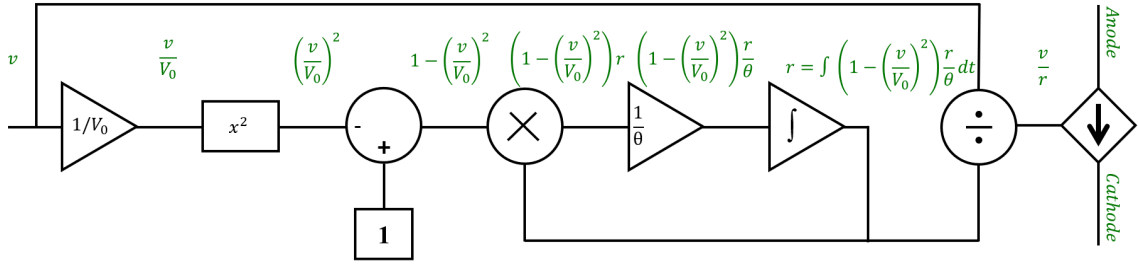 v
v/V₀
(v/V₀)²
1−(v/V₀)²
(1−(v/V₀)²)r
(1−(v/V₀)²)r/θ
r = ∫(1−(v/V₀)²)r/θ dt
v/r
Anode
1/V₀
x²
-
+
×
1/θ
∫
÷
1
Cathode